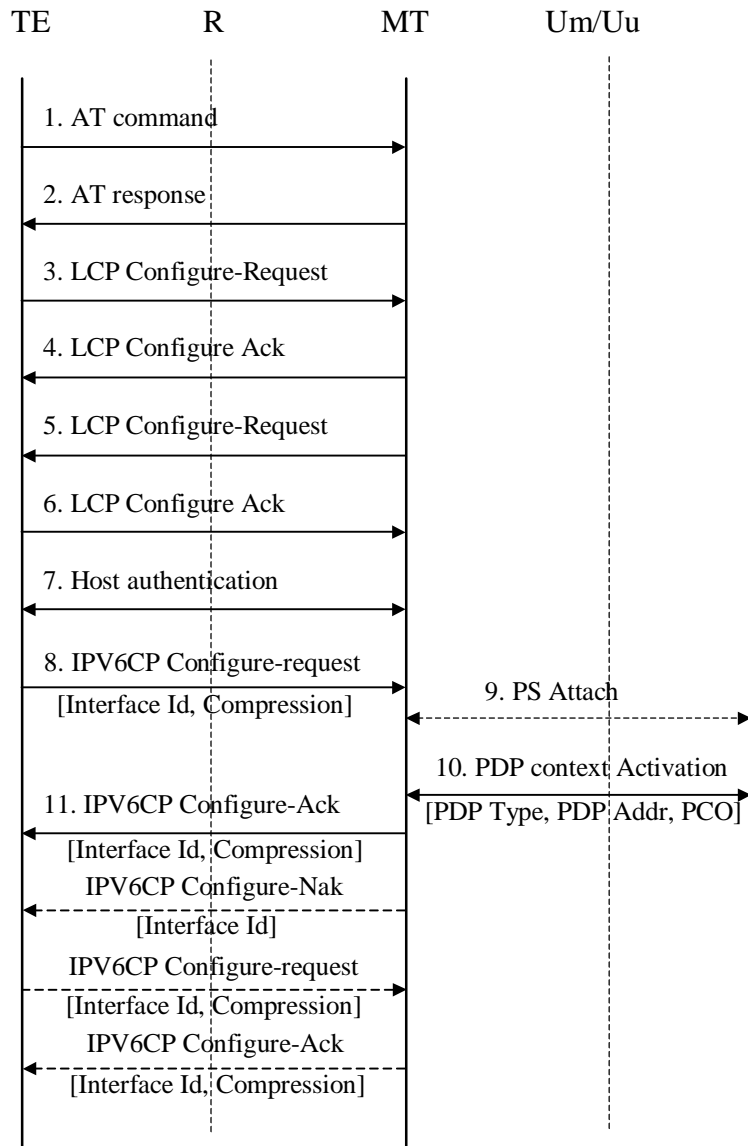 TE R MT Um/Uu
1. AT command
2. AT response
3. LCP Configure-Request
4. LCP Configure Ack
5. LCP Configure-Request
6. LCP Configure Ack
7. Host authentication
8. IPV6CP Configure-request
[Interface Id, Compression]
9. PS Attach
10. PDP context Activation
[PDP Type, PDP Addr, PCO]
11. IPV6CP Configure-Ack
[Interface Id, Compression]
IPV6CP Configure-Nak
[Interface Id]
IPV6CP Configure-request
[Interface Id, Compression]
IPV6CP Configure-Ack
[Interface Id, Compression]